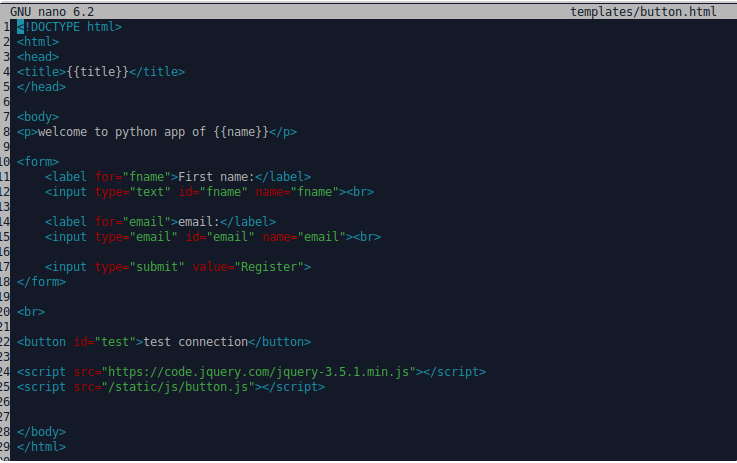 GNU nano 6.2 templates/button.html
1 <!DOCTYPE html>
2 <html>
3 <head>
4 <title>{{title}}</title>
5 </head>
6
7 <body>
8 <p>welcome to python app of {{name}}</p>
9
10 <form>
11     <label for="fname">First name:</label>
12     <input type="text" id="fname" name="fname"><br>
13
14     <label for="email">email:</label>
15     <input type="email" id="email" name="email"><br>
16
17     <input type="submit" value="Register">
18 </form>
19
20 <br>
21
22 <button id="test">test connection</button>
23
24 <script src="https://code.jquery.com/jquery-3.5.1.min.js"></script>
25 <script src="/static/js/button.js"></script>
26
27
28 </body>
29 </html>